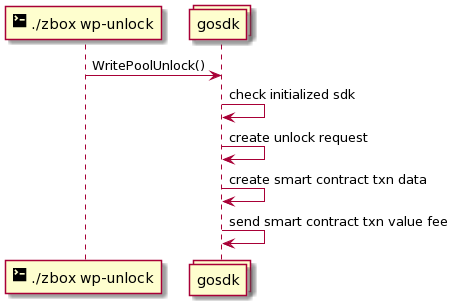 ./zbox wp-unlock
gosdk
WritePoolUnlock()
check initialized sdk
create unlock request
create smart contract txn data
send smart contract txn value fee
./zbox wp-unlock
gosdk